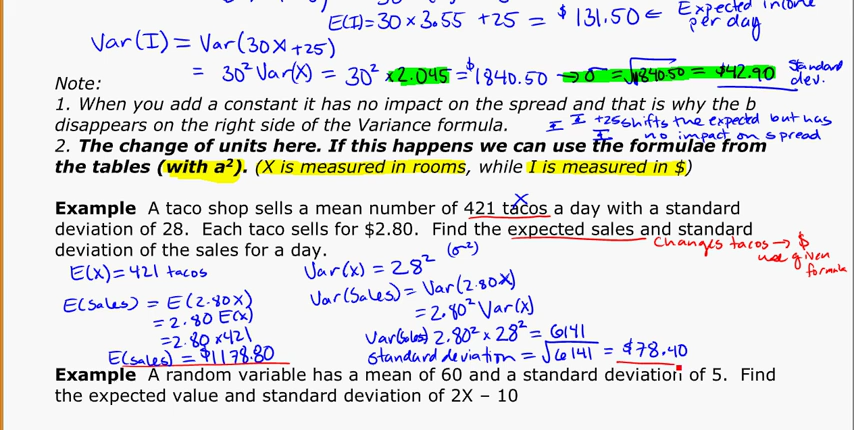 E(I) = 30 × 3.55 + 25 = $131.50 ← Expected income per day
Var(I) = Var(30X + 25)
= 30² Var(X) = 30² × 2.045 = $1840.50 → σ = √1840.50 = $42.90 Standard dev.
Note:
1. When you add a constant it has no impact on the spread and that is why the b
disappears on the right side of the Variance formula.
+25 shifts the expected but has
no impact on spread
2. The change of units here. If this happens we can use the formulae from
the tables (with a²). (X is measured in rooms, while I is measured in $)
X
Example A taco shop sells a mean number of 421 tacos a day with a standard
deviation of 28. Each taco sells for $2.80. Find the expected sales and standard
deviation of the sales for a day.
Changes tacos → $
use given
formula
(σ²)
E(X) = 421 tacos
E(Sales) = E(2.80X)
= 2.80 E(X)
= 2.80 × 421
E(sales) = $1178.80
Var(X) = 28²
Var(Sales) = Var(2.80X)
= 2.80² Var(X)
Var(Sales) 2.80² × 28² = 6141
standard deviation = √6141 = $78.40
Example A random variable has a mean of 60 and a standard deviation of 5. Find
the expected value and standard deviation of 2X – 10